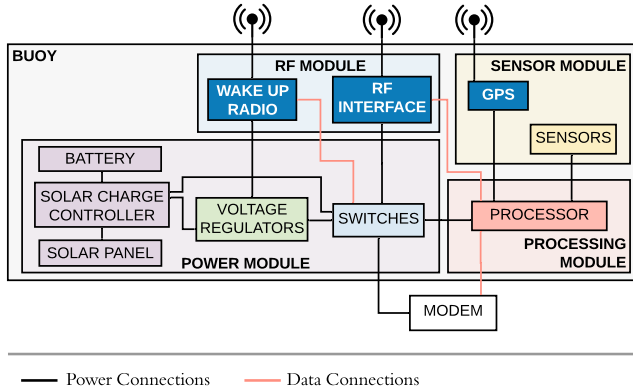 BUOY
RF MODULE
SENSOR MODULE
WAKE UP
RADIO
RF
INTERFACE
GPS
SENSORS
BATTERY
SOLAR CHARGE
CONTROLLER
VOLTAGE
REGULATORS
SWITCHES
PROCESSOR
SOLAR PANEL
POWER MODULE
PROCESSING
MODULE
MODEM
Power Connections
Data Connections